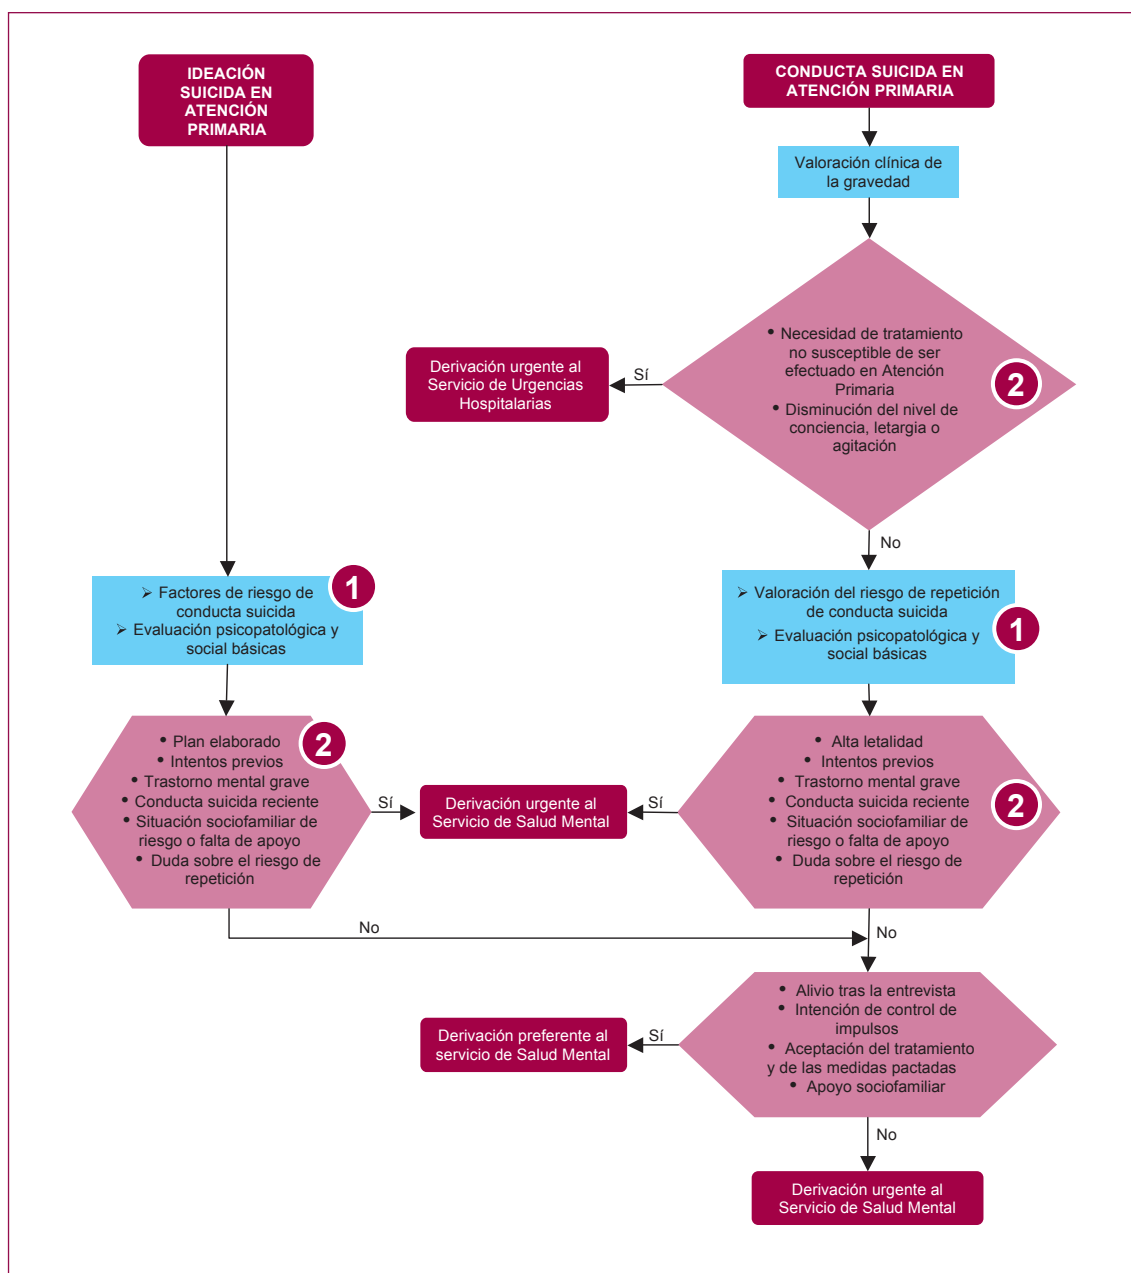 IDEACIÓN
SUICIDA EN
ATENCIÓN
PRIMARIA
CONDUCTA SUICIDA EN
ATENCIÓN PRIMARIA
Valoración clínica de
la gravedad
• Necesidad de tratamiento
no susceptible de ser
efectuado en Atención
Primaria
• Disminución del nivel de
conciencia, letargia o
agitación
2
Sí
Derivación urgente al
Servicio de Urgencias
Hospitalarias
No
➢ Factores de riesgo de
conducta suicida
➢ Evaluación psicopatológica y
social básicas
1
➢ Valoración del riesgo de repetición
de conducta suicida
➢ Evaluación psicopatológica y
social básicas
1
• Plan elaborado
• Intentos previos
• Trastorno mental grave
• Conducta suicida reciente
• Situación sociofamiliar de
riesgo o falta de apoyo
• Duda sobre el riesgo de
repetición
2
Sí
Derivación urgente al
Servicio de Salud Mental
Sí
• Alta letalidad
• Intentos previos
• Trastorno mental grave
• Conducta suicida reciente
• Situación sociofamiliar de
riesgo o falta de apoyo
• Duda sobre el riesgo de
repetición
2
No
No
• Alivio tras la entrevista
• Intención de control de
impulsos
• Aceptación del tratamiento
y de las medidas pactadas
• Apoyo sociofamiliar
Sí
Derivación preferente al
servicio de Salud Mental
No
Derivación urgente al
Servicio de Salud Mental